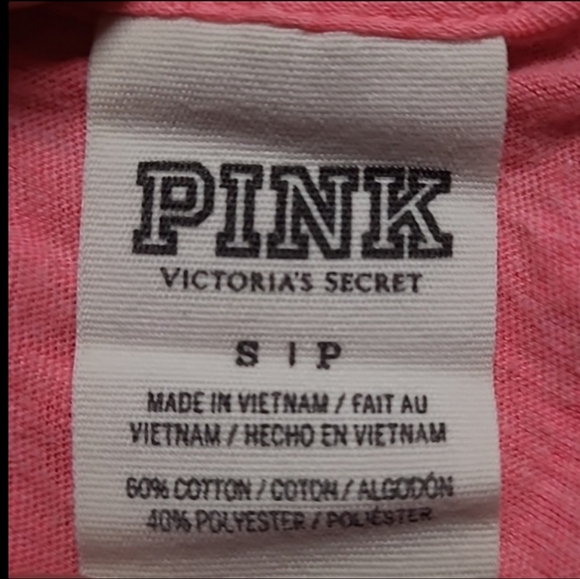 PINK
VICTORIA'S SECRET
S | P
MADE IN VIETNAM / FAIT AU
VIETNAM / HECHO EN VIETNAM
60% COTTON / COTON / ALGODÓN
40% POLYESTER / POLIÉSTER